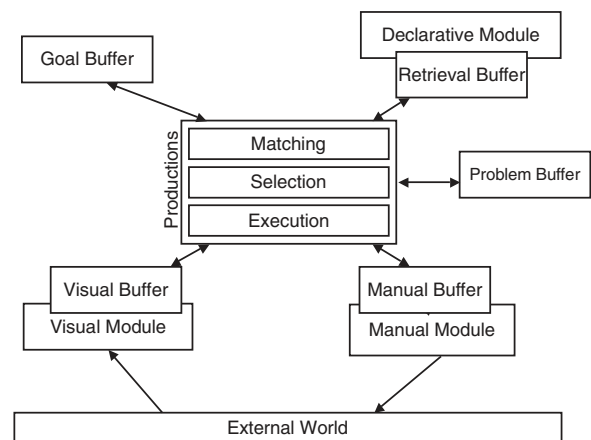 Declarative Module
Goal Buffer
Retrieval Buffer
Productions
Matching
Selection
Execution
Problem Buffer
Visual Buffer
Manual Buffer
Visual Module
Manual Module
External World